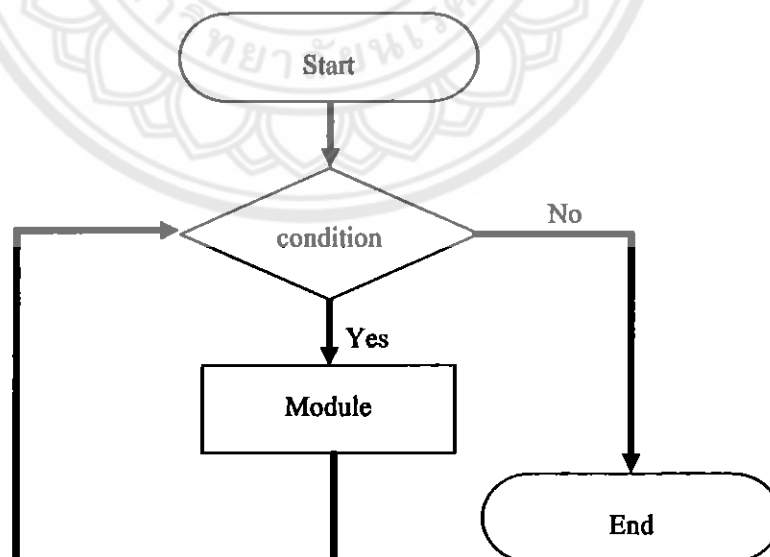 Start
condition
No
Yes
Module
End